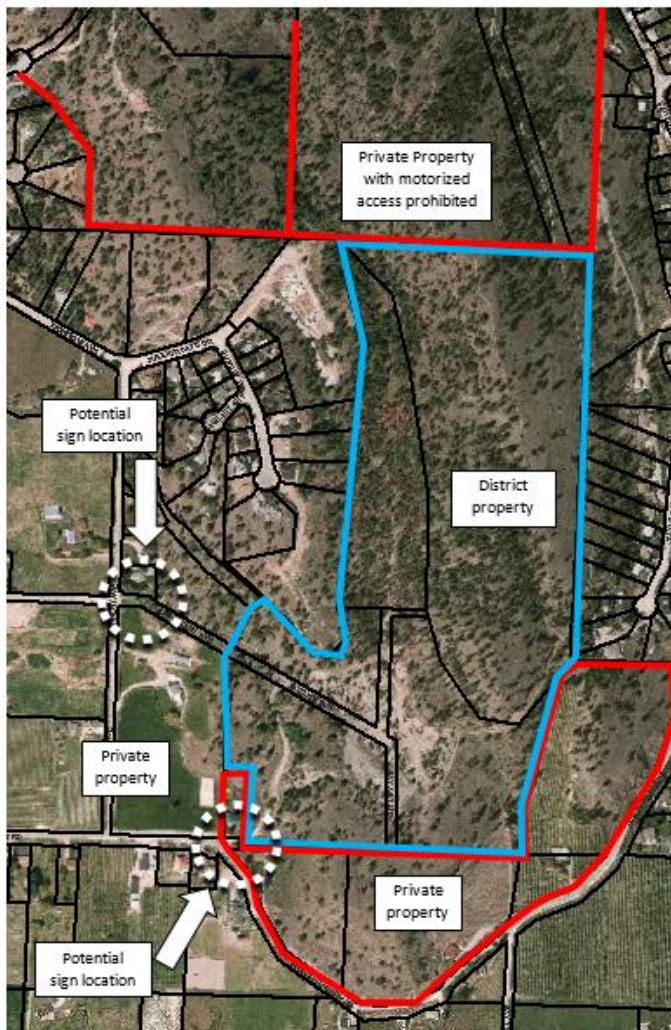 Private Property
with motorized
access prohibited
Potential
sign location
District
property
Private
property
Private
property
Potential
sign location